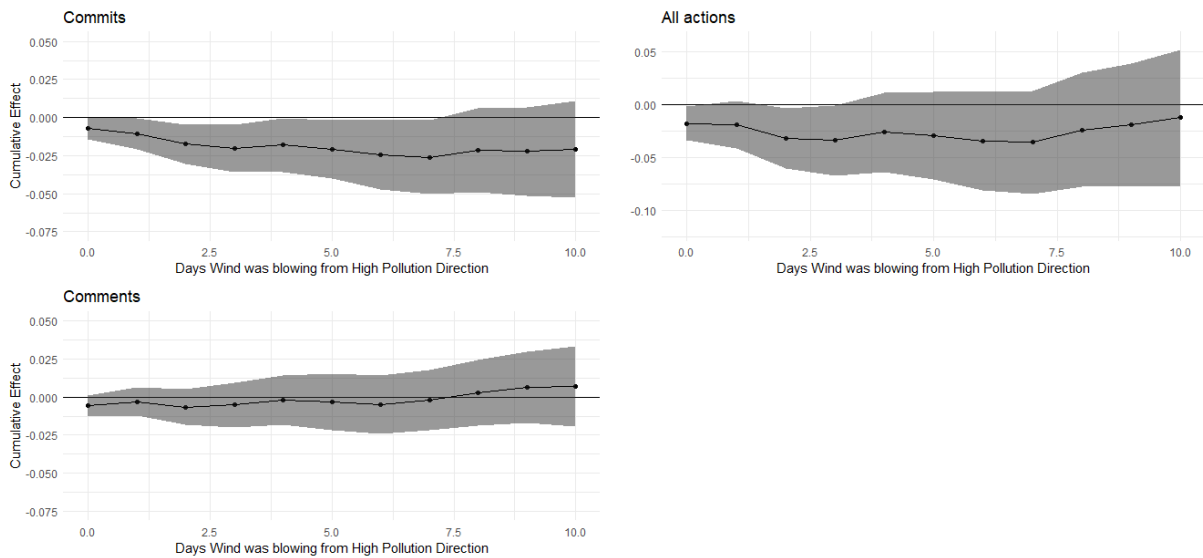 Commits
0.050
0.025
0.000
-0.025
-0.050
-0.075
Cumulative Effect
0.0 2.5 5.0 7.5 10.0
Days Wind was blowing from High Pollution Direction
All actions
0.05
0.00
-0.05
-0.10
0.0 2.5 5.0 7.5 10.0
Days Wind was blowing from High Pollution Direction
Comments
0.050
0.025
0.000
-0.025
-0.050
-0.075
Cumulative Effect
0.0 2.5 5.0 7.5 10.0
Days Wind was blowing from High Pollution Direction